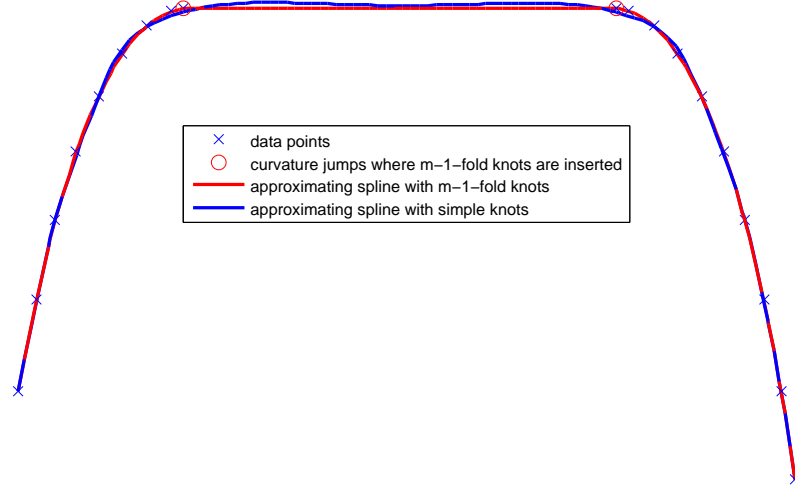 data points
curvature jumps where m−1−fold knots are inserted
approximating spline with m−1−fold knots
approximating spline with simple knots